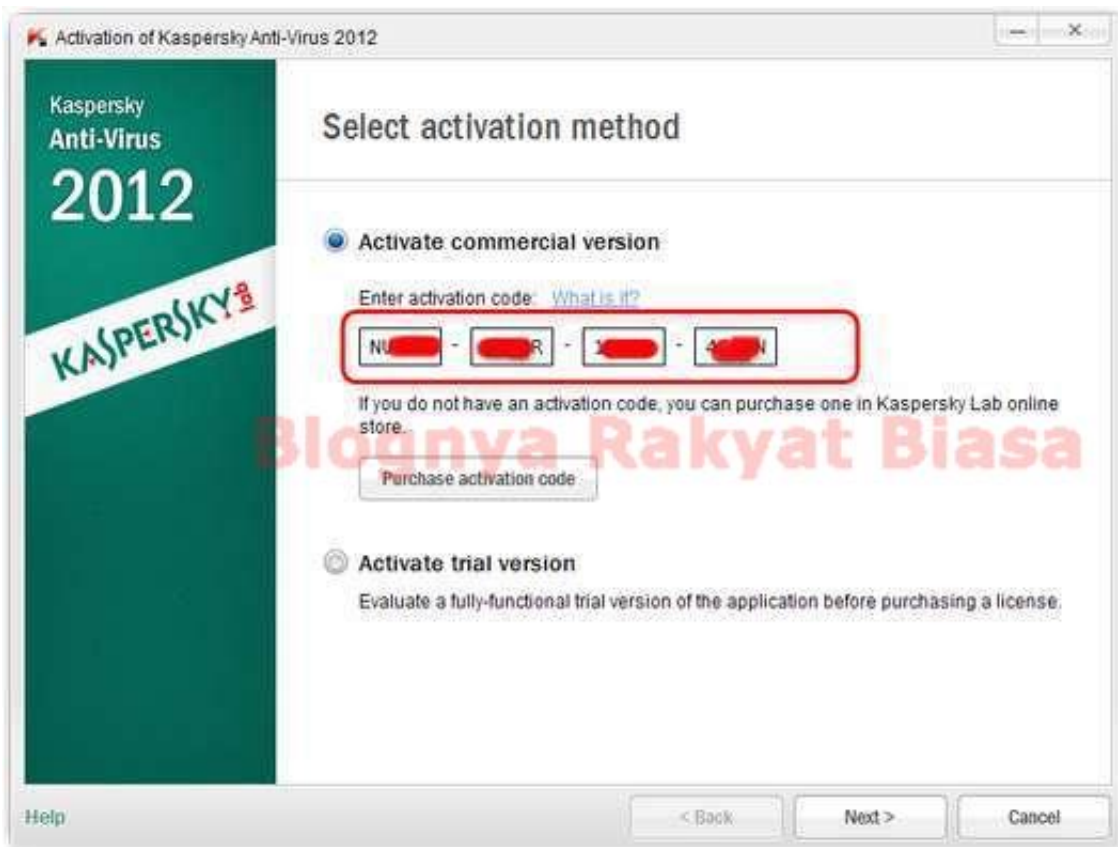 Activation of Kaspersky Anti-Virus 2012
Kaspersky
Anti-Virus
2012
KASPERSKY lab
Select activation method
Activate commercial version
Enter activation code: What is it?
If you do not have an activation code, you can purchase one in Kaspersky Lab online
store.
Blognya Rakyat Biasa
Purchase activation code
Activate trial version
Evaluate a fully-functional trial version of the application before purchasing a license.
Help
< Back
Next >
Cancel